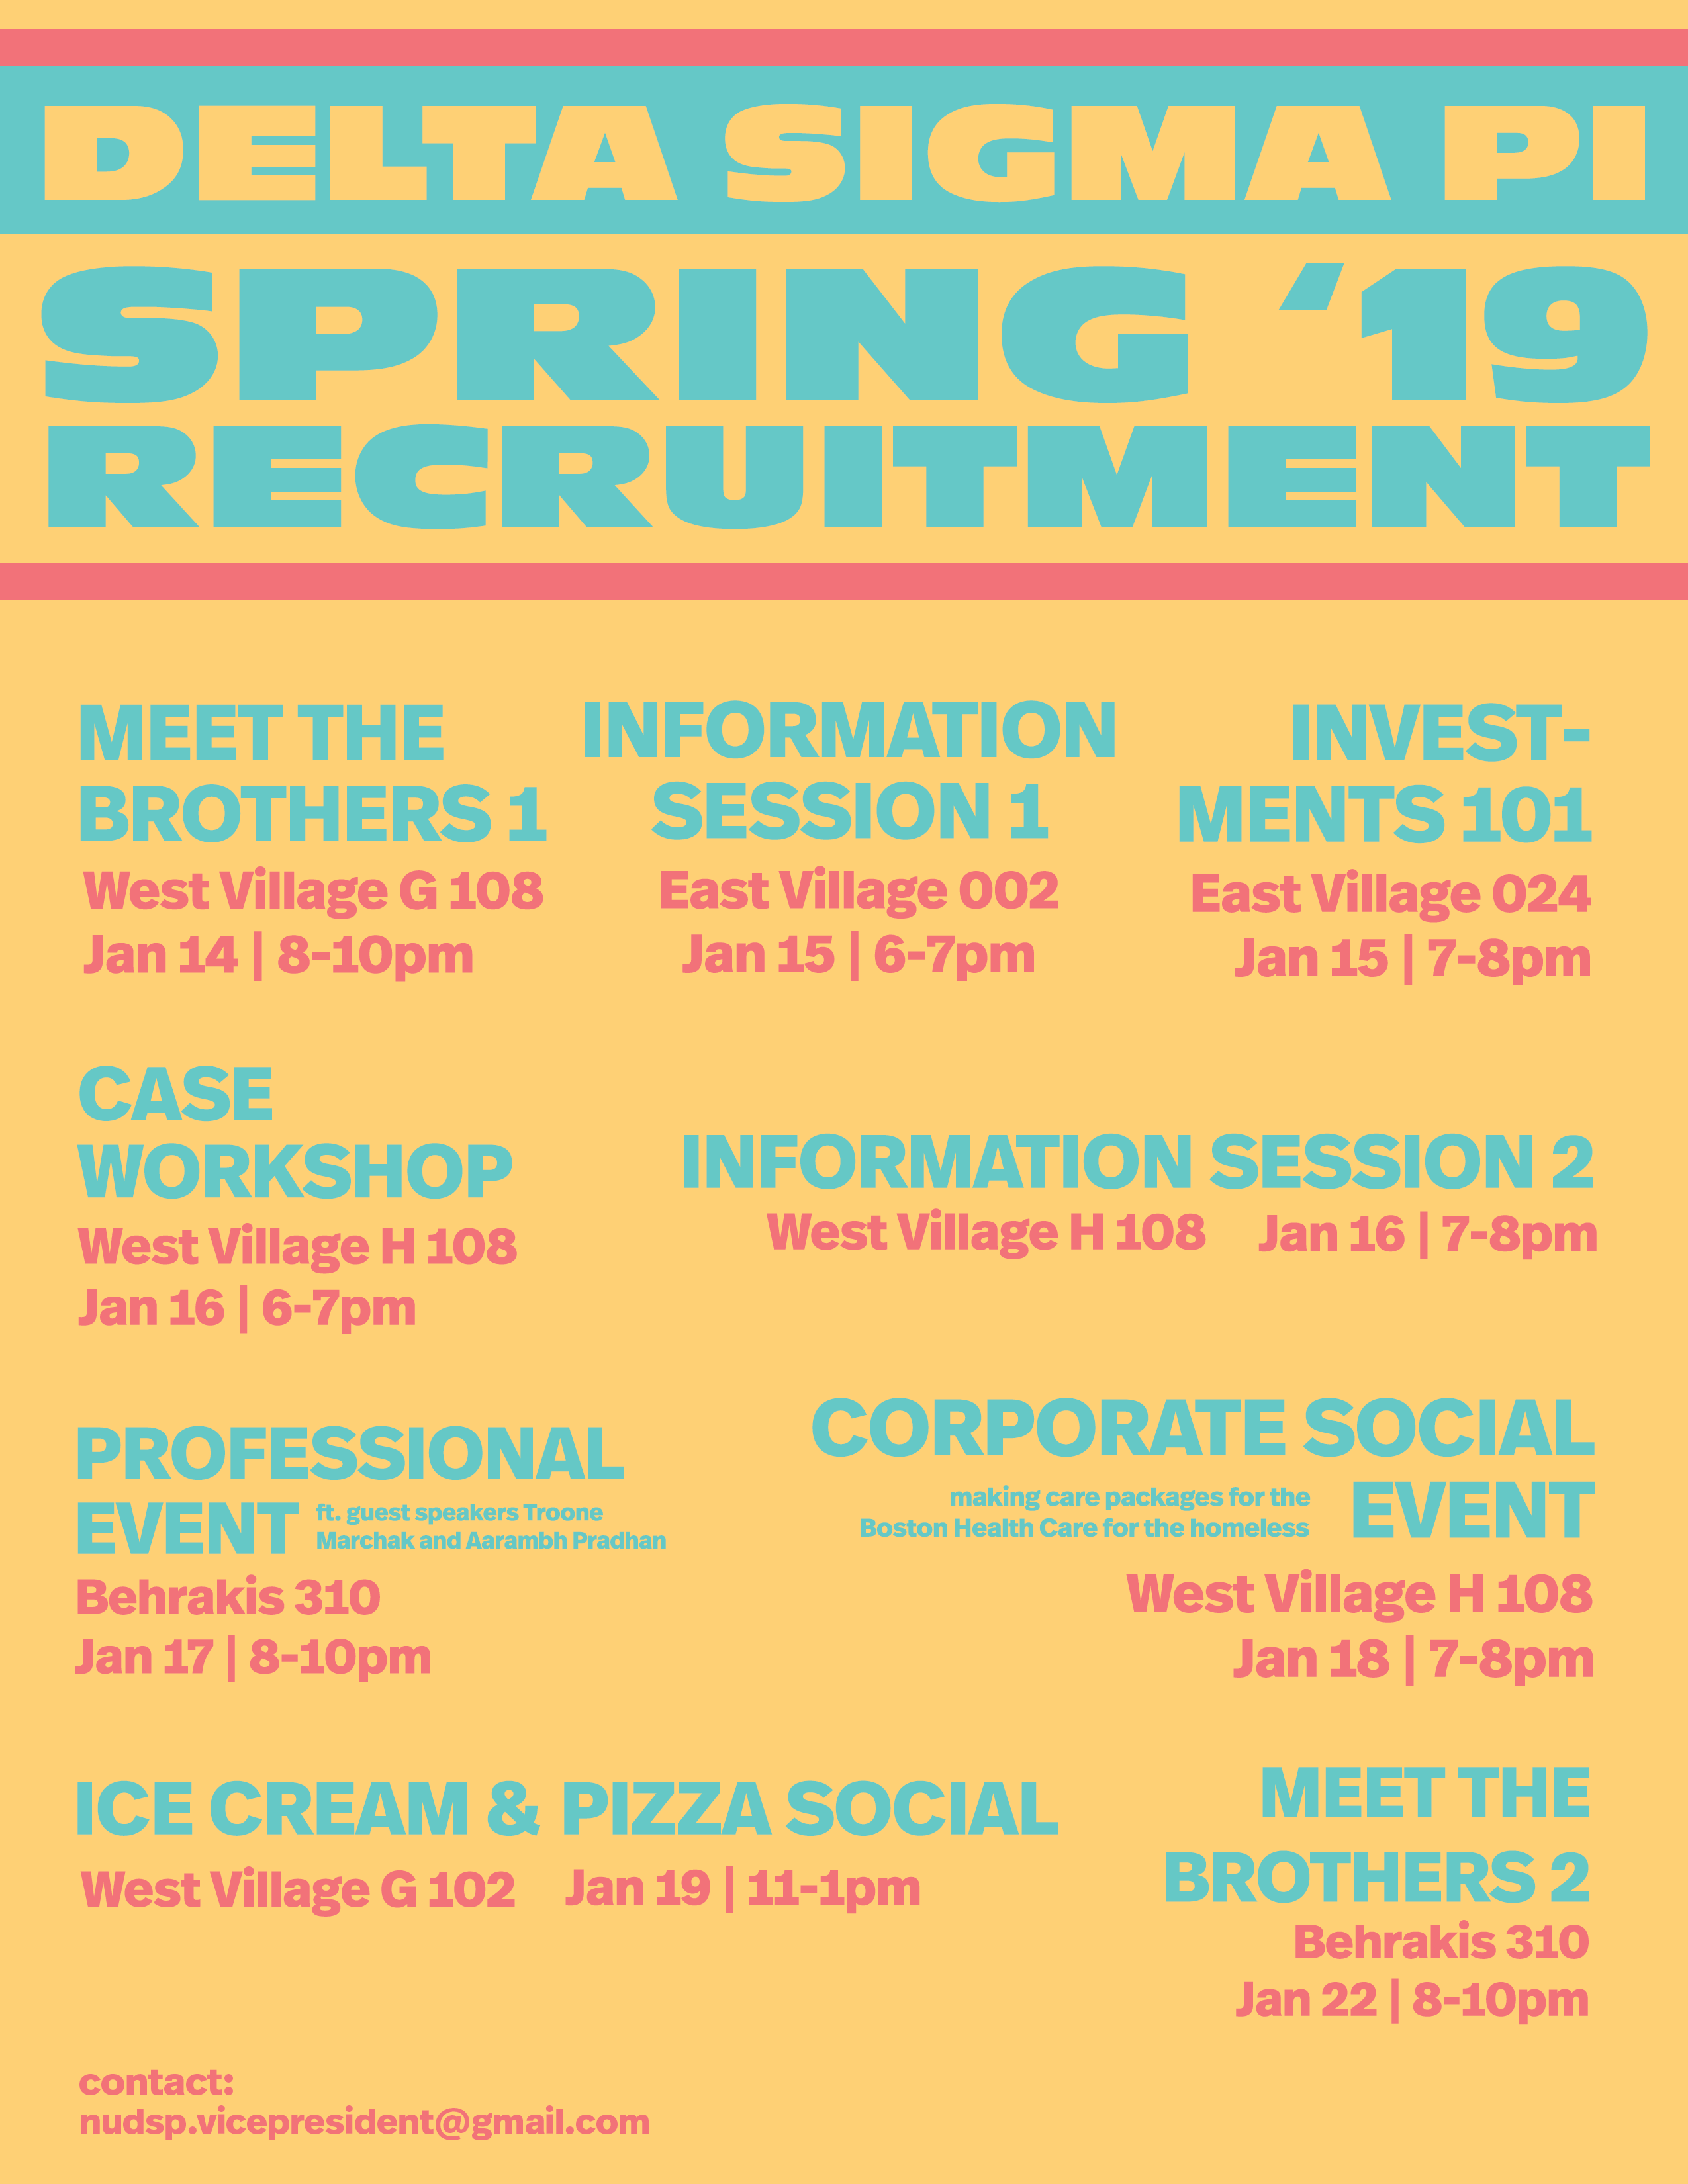 DELTA SIGMA PI
SPRING ‘19
RECRUITMENT
MEET THE
BROTHERS 1
West Village G 108
Jan 14 | 8-10pm
INFORMATION
SESSION 1
East Village 002
Jan 15 | 6-7pm
INVEST-
MENTS 101
East Village 024
Jan 15 | 7-8pm
CASE
WORKSHOP
West Village H 108
Jan 16 | 6-7pm
INFORMATION SESSION 2
West Village H 108 Jan 16 | 7-8pm
PROFESSIONAL
EVENT
ft. guest speakers Troone
Marchak and Aarambh Pradhan
Behrakis 310
Jan 17 | 8-10pm
CORPORATE SOCIAL
EVENT
making care packages for the
Boston Health Care for the homeless
West Village H 108
Jan 18 | 7-8pm
ICE CREAM & PIZZA SOCIAL
West Village G 102 Jan 19 | 11-1pm
MEET THE
BROTHERS 2
Behrakis 310
Jan 22 | 8-10pm
contact:
nudsp.vicepresident@gmail.com